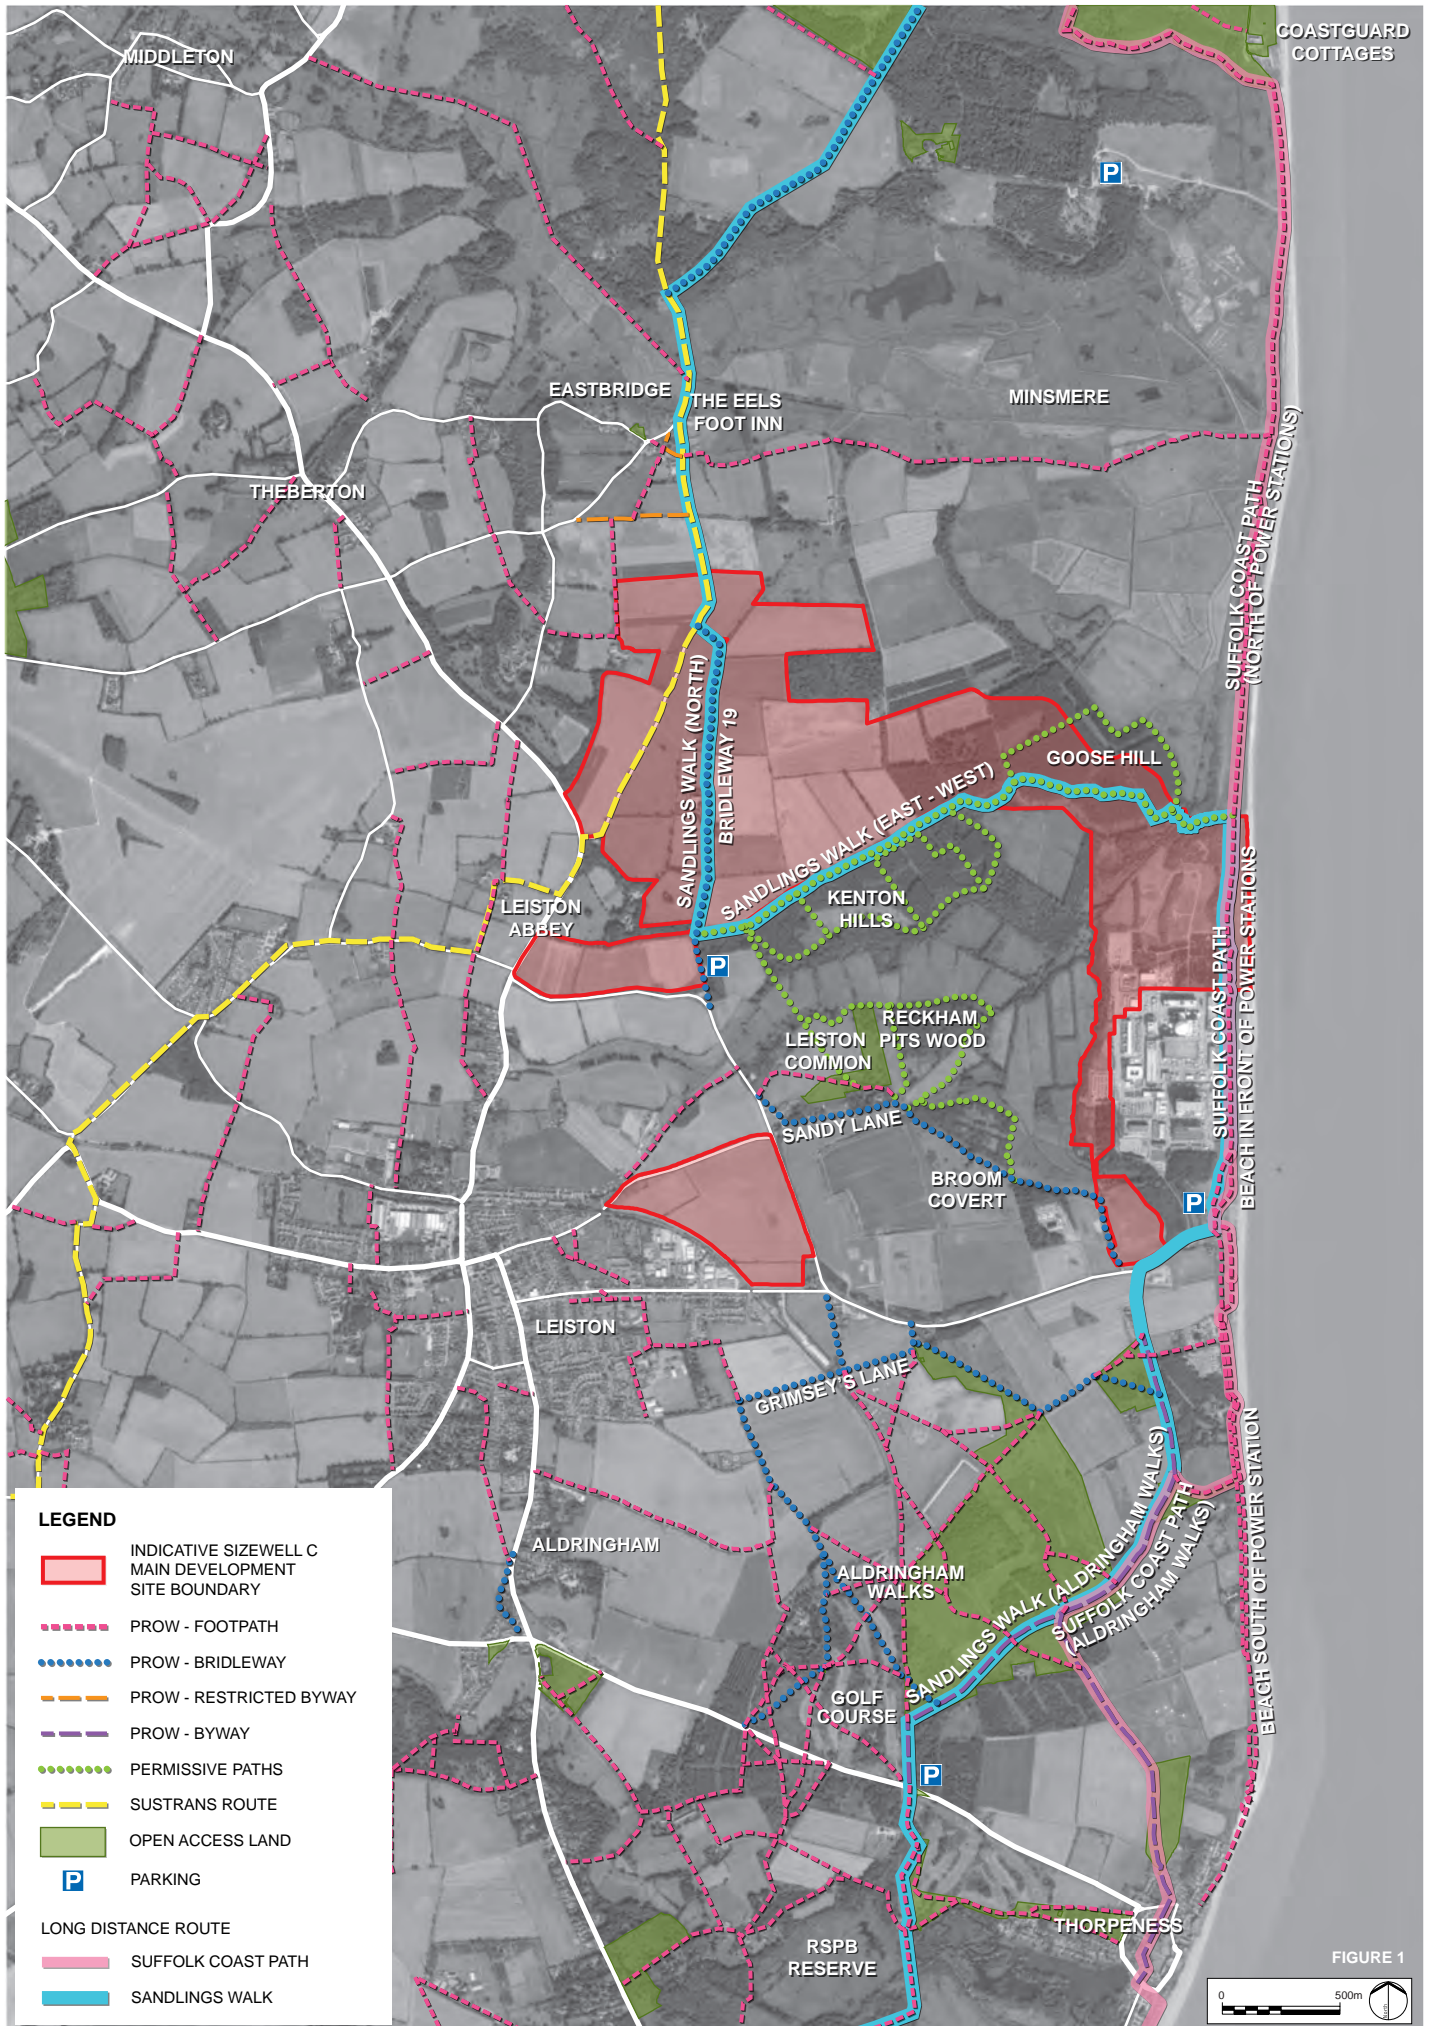 MIDDLETON
COASTGUARD
COTTAGES
P
EASTBRIDGE
THE EELS
FOOT INN
MINSMERE
THEBERTON
SUFFOLK COAST PATH
(NORTH OF POWER STATIONS)
SANDLINGS WALK (NORTH)
BRIDLEWAY 19
GOOSE HILL
SANDLINGS WALK (EAST - WEST)
KENTON
HILLS
LEISTON
ABBEY
P
SUFFOLK COAST PATH
BEACH IN FRONT OF POWER STATIONS
RECKHAM
PITS WOOD
LEISTON
COMMON
SANDY LANE
BROOM
COVERT
P
LEISTON
GRIMSEY'S LANE
BEACH SOUTH OF POWER STATION
ALDRINGHAM
ALDRINGHAM
WALKS
SANDLINGS WALK (ALDRINGHAM WALKS)
SUFFOLK COAST PATH
(ALDRINGHAM WALKS)
GOLF
COURSE
P
THORPENESS
RSPB
RESERVE
LEGEND
INDICATIVE SIZEWELL C
MAIN DEVELOPMENT
SITE BOUNDARY
PROW - FOOTPATH
PROW - BRIDLEWAY
PROW - RESTRICTED BYWAY
PROW - BYWAY
PERMISSIVE PATHS
SUSTRANS ROUTE
OPEN ACCESS LAND
P PARKING
LONG DISTANCE ROUTE
SUFFOLK COAST PATH
SANDLINGS WALK
FIGURE 1
0 500m
North